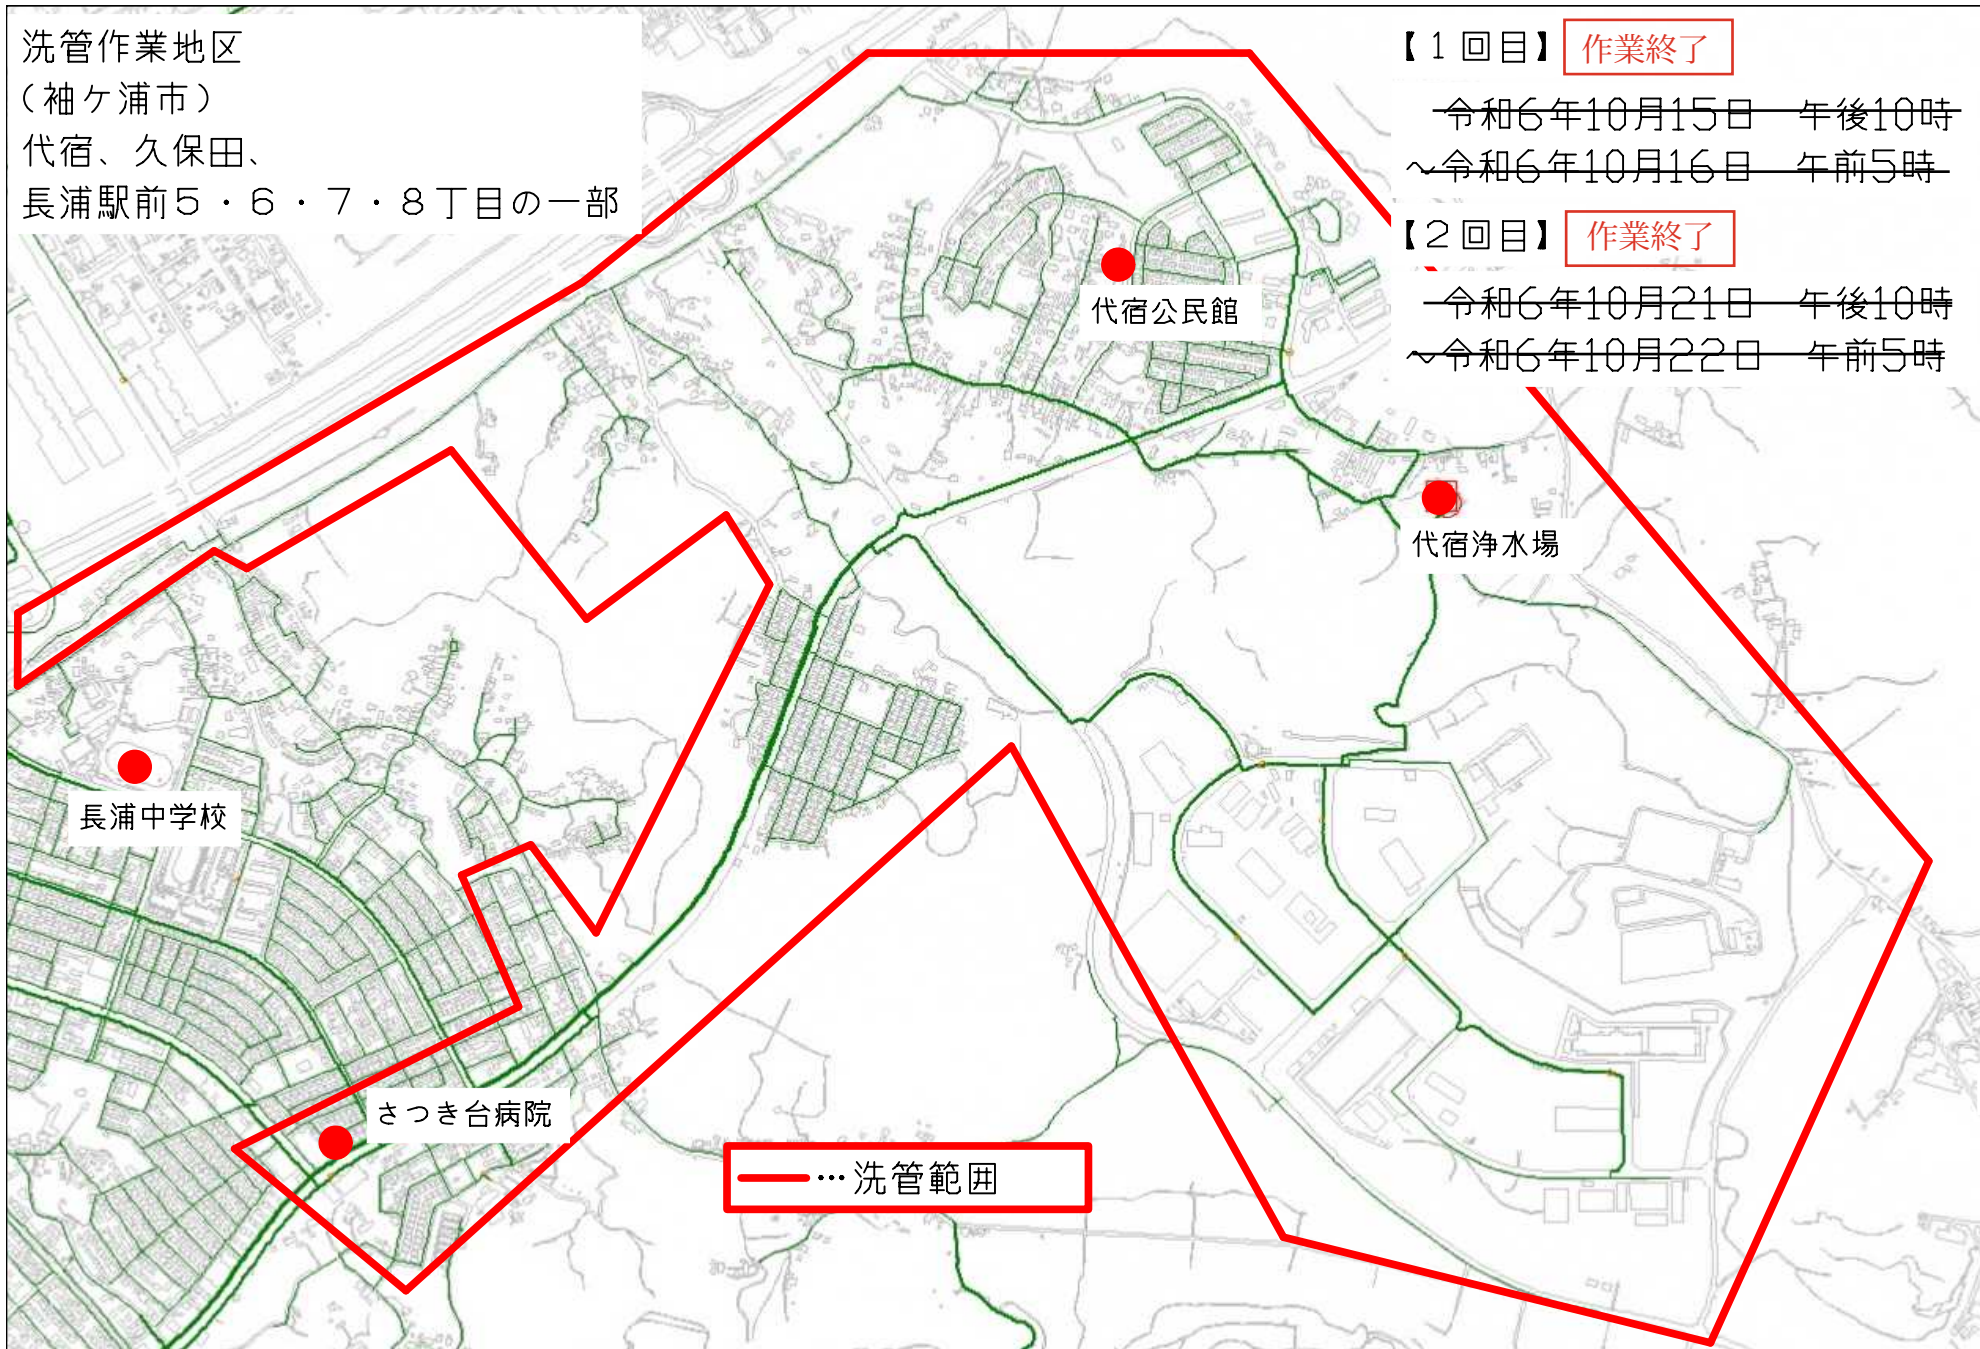 洗管作業地区
（袖ケ浦市）
代宿、久保田、
長浦駅前５・６・７・８丁目の一部
【１回目】 作業終了
令和６年１０月１５日　午後１０時
～令和６年１０月１６日　午前５時
【２回目】 作業終了
令和６年１０月２１日　午後１０時
～令和６年１０月２２日　午前５時
代宿公民館
代宿浄水場
長浦中学校
さつき台病院
…洗管範囲